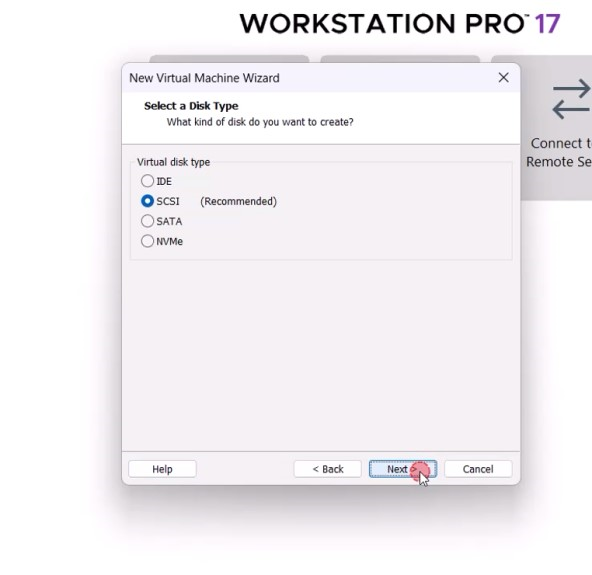 WORKSTATION PRO™ 17
New Virtual Machine Wizard
Select a Disk Type
What kind of disk do you want to create?
Virtual disk type
IDE
SCSI (Recommended)
SATA
NVMe
Connect t
Remote Se
Help < Back Next > Cancel